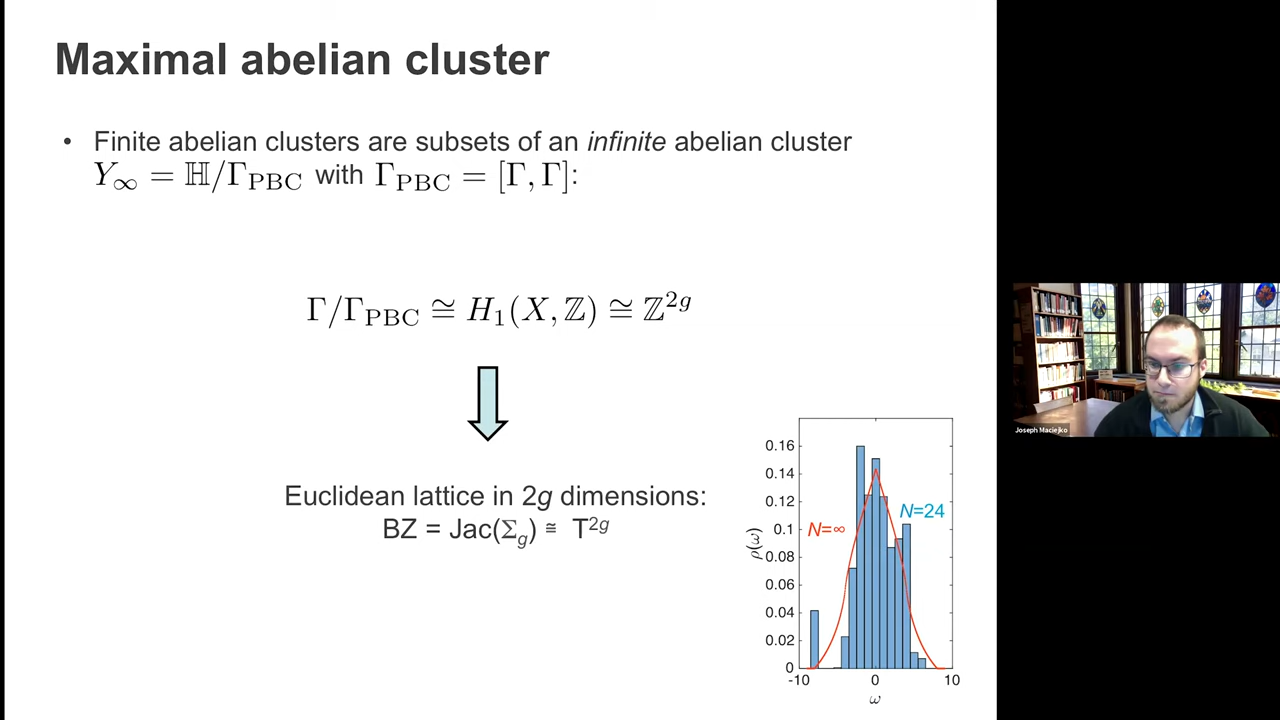 Maximal abelian cluster
• Finite abelian clusters are subsets of an infinite abelian cluster
Y∞ = ℍ/Γ_PBC with Γ_PBC = [Γ, Γ]:
Γ/Γ_PBC ≅ H₁(X, ℤ) ≅ ℤ²ᵍ
Euclidean lattice in 2g dimensions:
BZ = Jac(Σ_g) ≅ T²ᵍ
0.16
0.14
0.12
0.1
0.08
0.06
0.04
0.02
0
ρ(ω)
N=∞
N=24
-10
0
10
ω
Joseph Maciejko